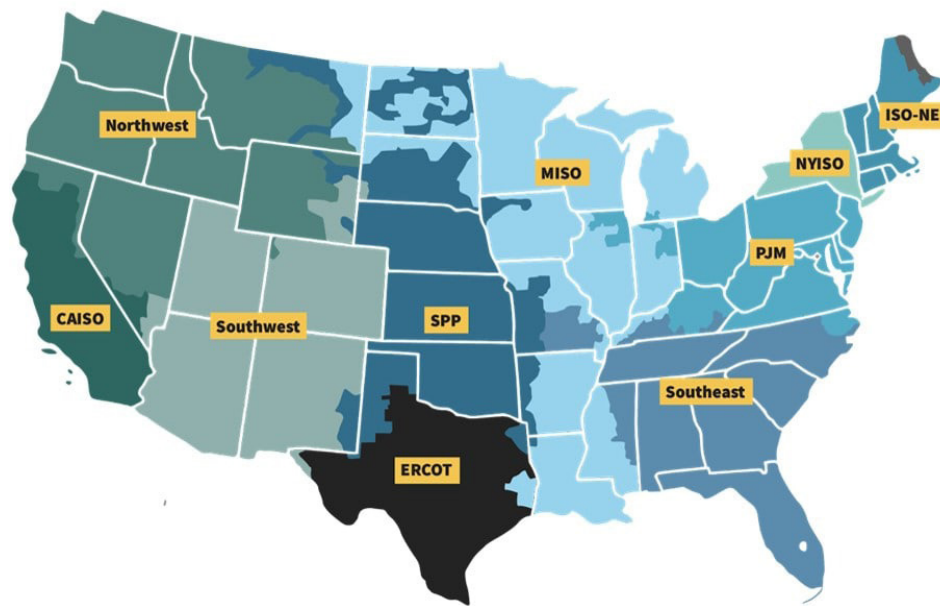 Northwest
ISO-NE
NYISO
MISO
PJM
CAISO
Southwest
SPP
Southeast
ERCOT